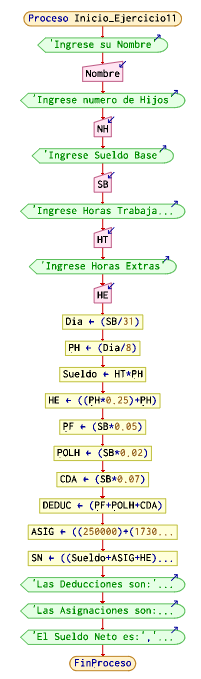 Proceso Inicio_Ejercicio11
'Ingrese su Nombre'
Nombre
'Ingrese numero de Hijos'
NH
'Ingrese Sueldo Base'
SB
'Ingrese Horas Trabaja...
HT
'Ingrese Horas Extras'
HE
Dia ← (SB/31)
PH ← (Dia/8)
Sueldo ← HT*PH
HE ← ((PH*0.25)+PH)
PF ← (SB*0.05)
POLH ← (SB*0.02)
CDA ← (SB*0.07)
DEDUC ← (PF+POLH+CDA)
ASIG ← ((250000)+(1730...
SN ← ((Sueldo+ASIG+HE)...
'Las Deducciones son:'...
'Las Asignaciones son:...
'El Sueldo Neto es:','...
FinProceso